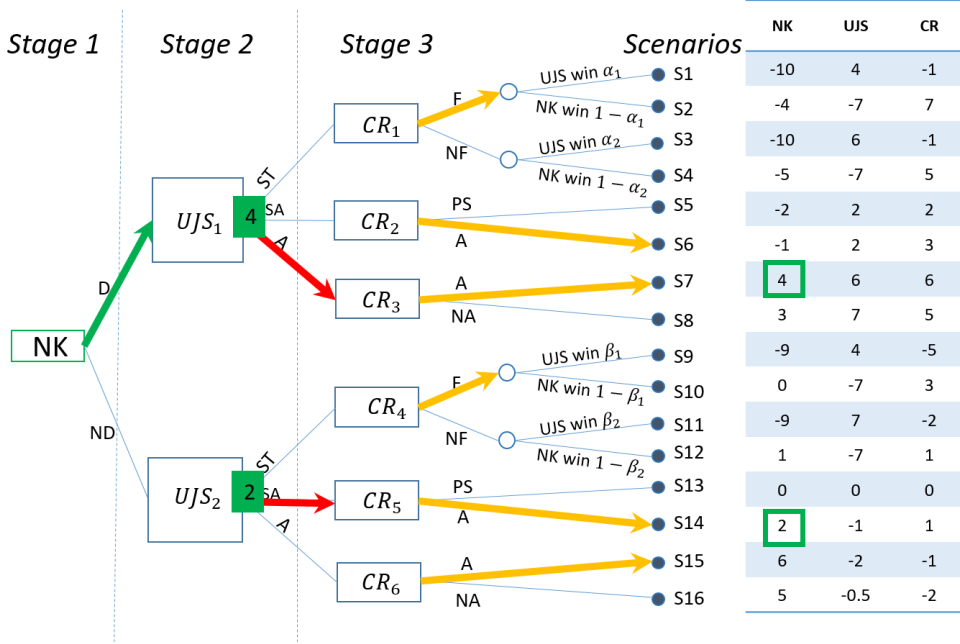 Stage 1
Stage 2
Stage 3
Scenarios
NK UJS CR
UJS win α₁
S1
-10 4 -1
F
NK win 1 − α₁
S2
-4 -7 7
CR₁
NF
UJS win α₂
S3
-10 6 -1
NK win 1 − α₂
S4
-5 -7 5
ST
PS
S5
-2 2 2
UJS₁
4
SA
CR₂
A
S6
-1 2 3
A
D
CR₃
A
S7
4 6 6
NA
S8
3 7 5
NK
UJS win β₁
S9
-9 4 -5
F
NK win 1 − β₁
S10
0 -7 3
CR₄
ND
NF
UJS win β₂
S11
-9 7 -2
NK win 1 − β₂
S12
1 -7 1
ST
PS
S13
0 0 0
UJS₂
2
SA
CR₅
A
S14
2 -1 1
A
CR₆
A
S15
6 -2 -1
NA
S16
5 -0.5 -2